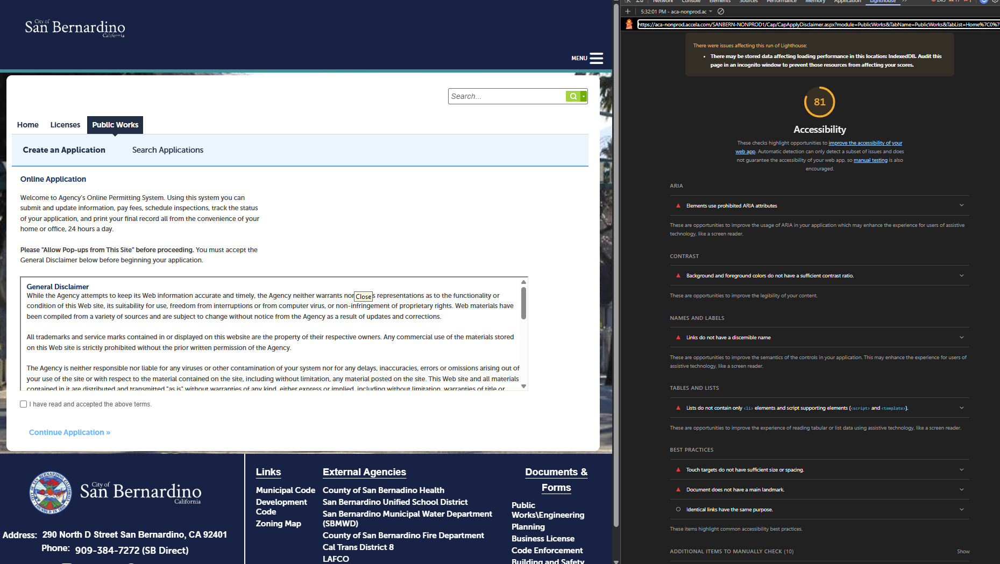 City of
San Bernardino
California
MENU
Search...
Home
Licenses
Public Works
Create an Application
Search Applications
Online Application
Welcome to Agency's Online Permitting System. Using this system you can
submit and update information, pay fees, schedule inspections, track the status
of your application, and print your final record all from the convenience of your
home or office, 24 hours a day.
Please "Allow Pop-ups from This Site" before proceeding. You must accept the
General Disclaimer below before beginning your application.
General Disclaimer
While the Agency attempts to keep its Web information accurate and timely, the Agency neither warrants nor Close s representations as to the functionality or
condition of this Web site, its suitability for use, freedom from interruptions or from computer virus, or non-infringement of proprietary rights. Web materials have
been compiled from a variety of sources and are subject to change without notice from the Agency as a result of updates and corrections.
All trademarks and service marks contained in or displayed on this website are the property of their respective owners. Any commercial use of the materials stored
on this Web site is strictly prohibited without the prior written permission of the Agency.
The Agency is neither responsible nor liable for any viruses or other contamination of your system nor for any delays, inaccuracies, errors or omissions arising out of
your use of the site or with respect to the material contained on the site, including without limitation, any material posted on the site. This Web site and all materials
contained in it are distributed and transmitted "as is" without warranties of any kind, either express or implied, including without limitation, warranties of title or
I have read and accepted the above terms.
Continue Application »
City of
San Bernardino
California
Address: 290 North D Street San Bernardino, CA 92401
Phone: 909-384-7272 (SB Direct)
Links
Municipal Code
Development
Code
Zoning Map
External Agencies
County of San Bernadino Health
San Bernardino Unified School District
San Bernardino Municipal Water Department
(SBMWD)
County of San Bernardino Fire Department
Cal Trans District 8
LAFCO
Documents &
Forms
Public
Works\Engineering
Planning
Business License
Code Enforcement
Building and Safety
Network
Console
Elements
Sources
Performance
Memory
Application
Lighthouse
5:32:01 PM - aca-nonprod.ac
https://aca-nonprod.accela.com/SANBERN-NONPROD1/Cap/CapApplyDisclaimer.aspx?module=PublicWorks&TabName=PublicWorks&TabList=Home%7C0%7
There were issues affecting this run of Lighthouse:
• There may be stored data affecting loading performance in this location: IndexedDB. Audit this
page in an incognito window to prevent those resources from affecting your scores.
81
Accessibility
These checks highlight opportunities to improve the accessibility of your
web app. Automatic detection can only detect a subset of issues and does
not guarantee the accessibility of your web app, so manual testing is also
encouraged.
ARIA
Elements use prohibited ARIA attributes
These are opportunities to improve the usage of ARIA in your application which may enhance the experience for users of assistive
technology, like a screen reader.
CONTRAST
Background and foreground colors do not have a sufficient contrast ratio.
These are opportunities to improve the legibility of your content.
NAMES AND LABELS
Links do not have a discernible name
These are opportunities to improve the semantics of the controls in your application. This may enhance the experience for users of
assistive technology, like a screen reader.
TABLES AND LISTS
Lists do not contain only <li> elements and script supporting elements (<script> and <template>).
These are opportunities to improve the experience of reading tabular or list data using assistive technology, like a screen reader.
BEST PRACTICES
Touch targets do not have sufficient size or spacing.
Document does not have a main landmark.
Identical links have the same purpose.
These items highlight common accessibility best practices.
ADDITIONAL ITEMS TO MANUALLY CHECK (10)
Show